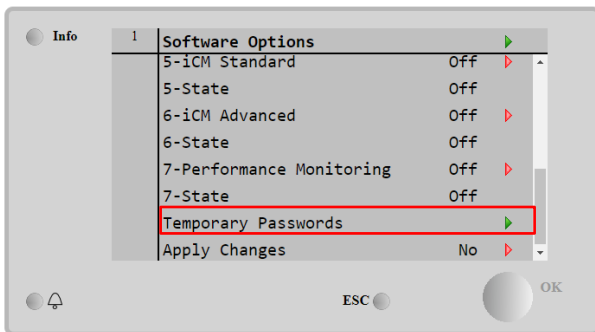 Info
1
Software Options
5-iCM Standard Off
5-State Off
6-iCM Advanced Off
6-State Off
7-Performance Monitoring Off
7-State Off
Temporary Passwords
Apply Changes No
ESC
OK